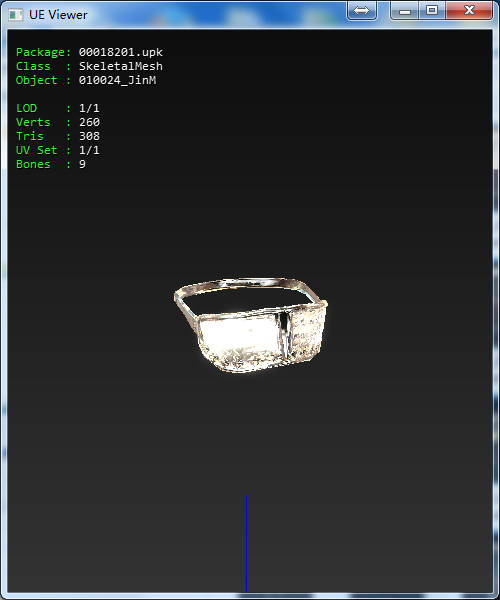 UE Viewer
Package: 00018201.upk
Class : SkeletalMesh
Object : 010024_JinM
LOD : 1/1
Verts : 260
Tris : 308
UV Set : 1/1
Bones : 9